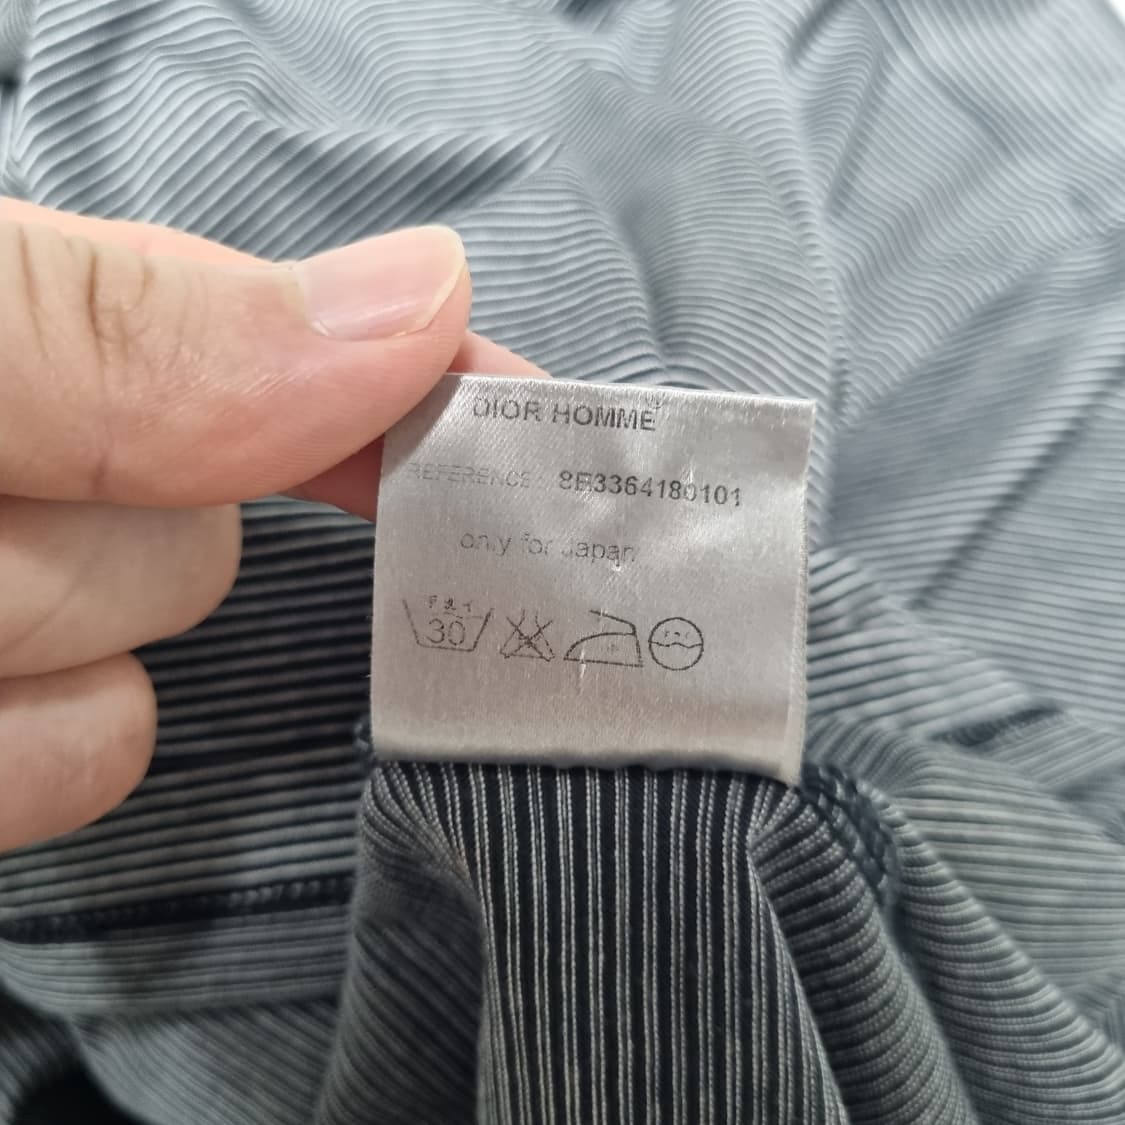 DIOR HOMME
REFERENCE : 8E3364180101
only for Japan
30